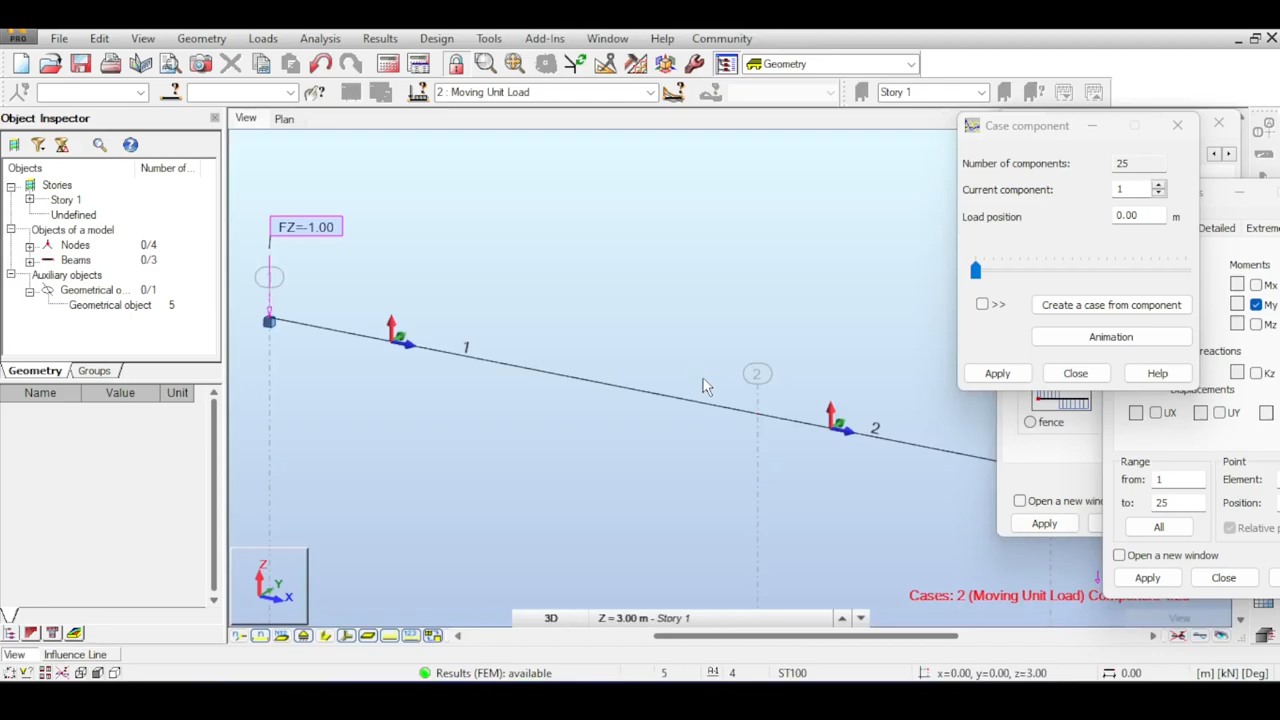 PRO File Edit View Geometry Loads Analysis Results Design Tools Add-Ins Window Help Community
Geometry
2 : Moving Unit Load Story 1
Object Inspector
Objects Number of...
Stories
Story 1
Undefined
Objects of a model
Nodes 0/4
Beams 0/3
Auxiliary objects
Geometrical o... 0/1
Geometrical object 5
Geometry Groups
Name Value Unit
View Plan
FZ=-1.00
1
2
2
Z
Y
X
Cases: 2 (Moving Unit Load) Comp
3D Z = 3.00 m - Story 1
View
Case component
Number of components: 25
Current component: 1
Load position 0.00 m
>> Create a case from component
Animation
Apply Close Help
fence
Open a new wind
Apply
Detailed Extreme
Moments
Mx
My
Mz
eactions
Kz
Displacements
UX UY
Range Point
from: 1 Element:
to: 25 Position:
All Relative p
Open a new window
Apply Close
View Influence Line
Results (FEM): available 5 4 ST100 x=0.00, y=0.00, z=3.00 0.00 [m] [kN] [Deg]